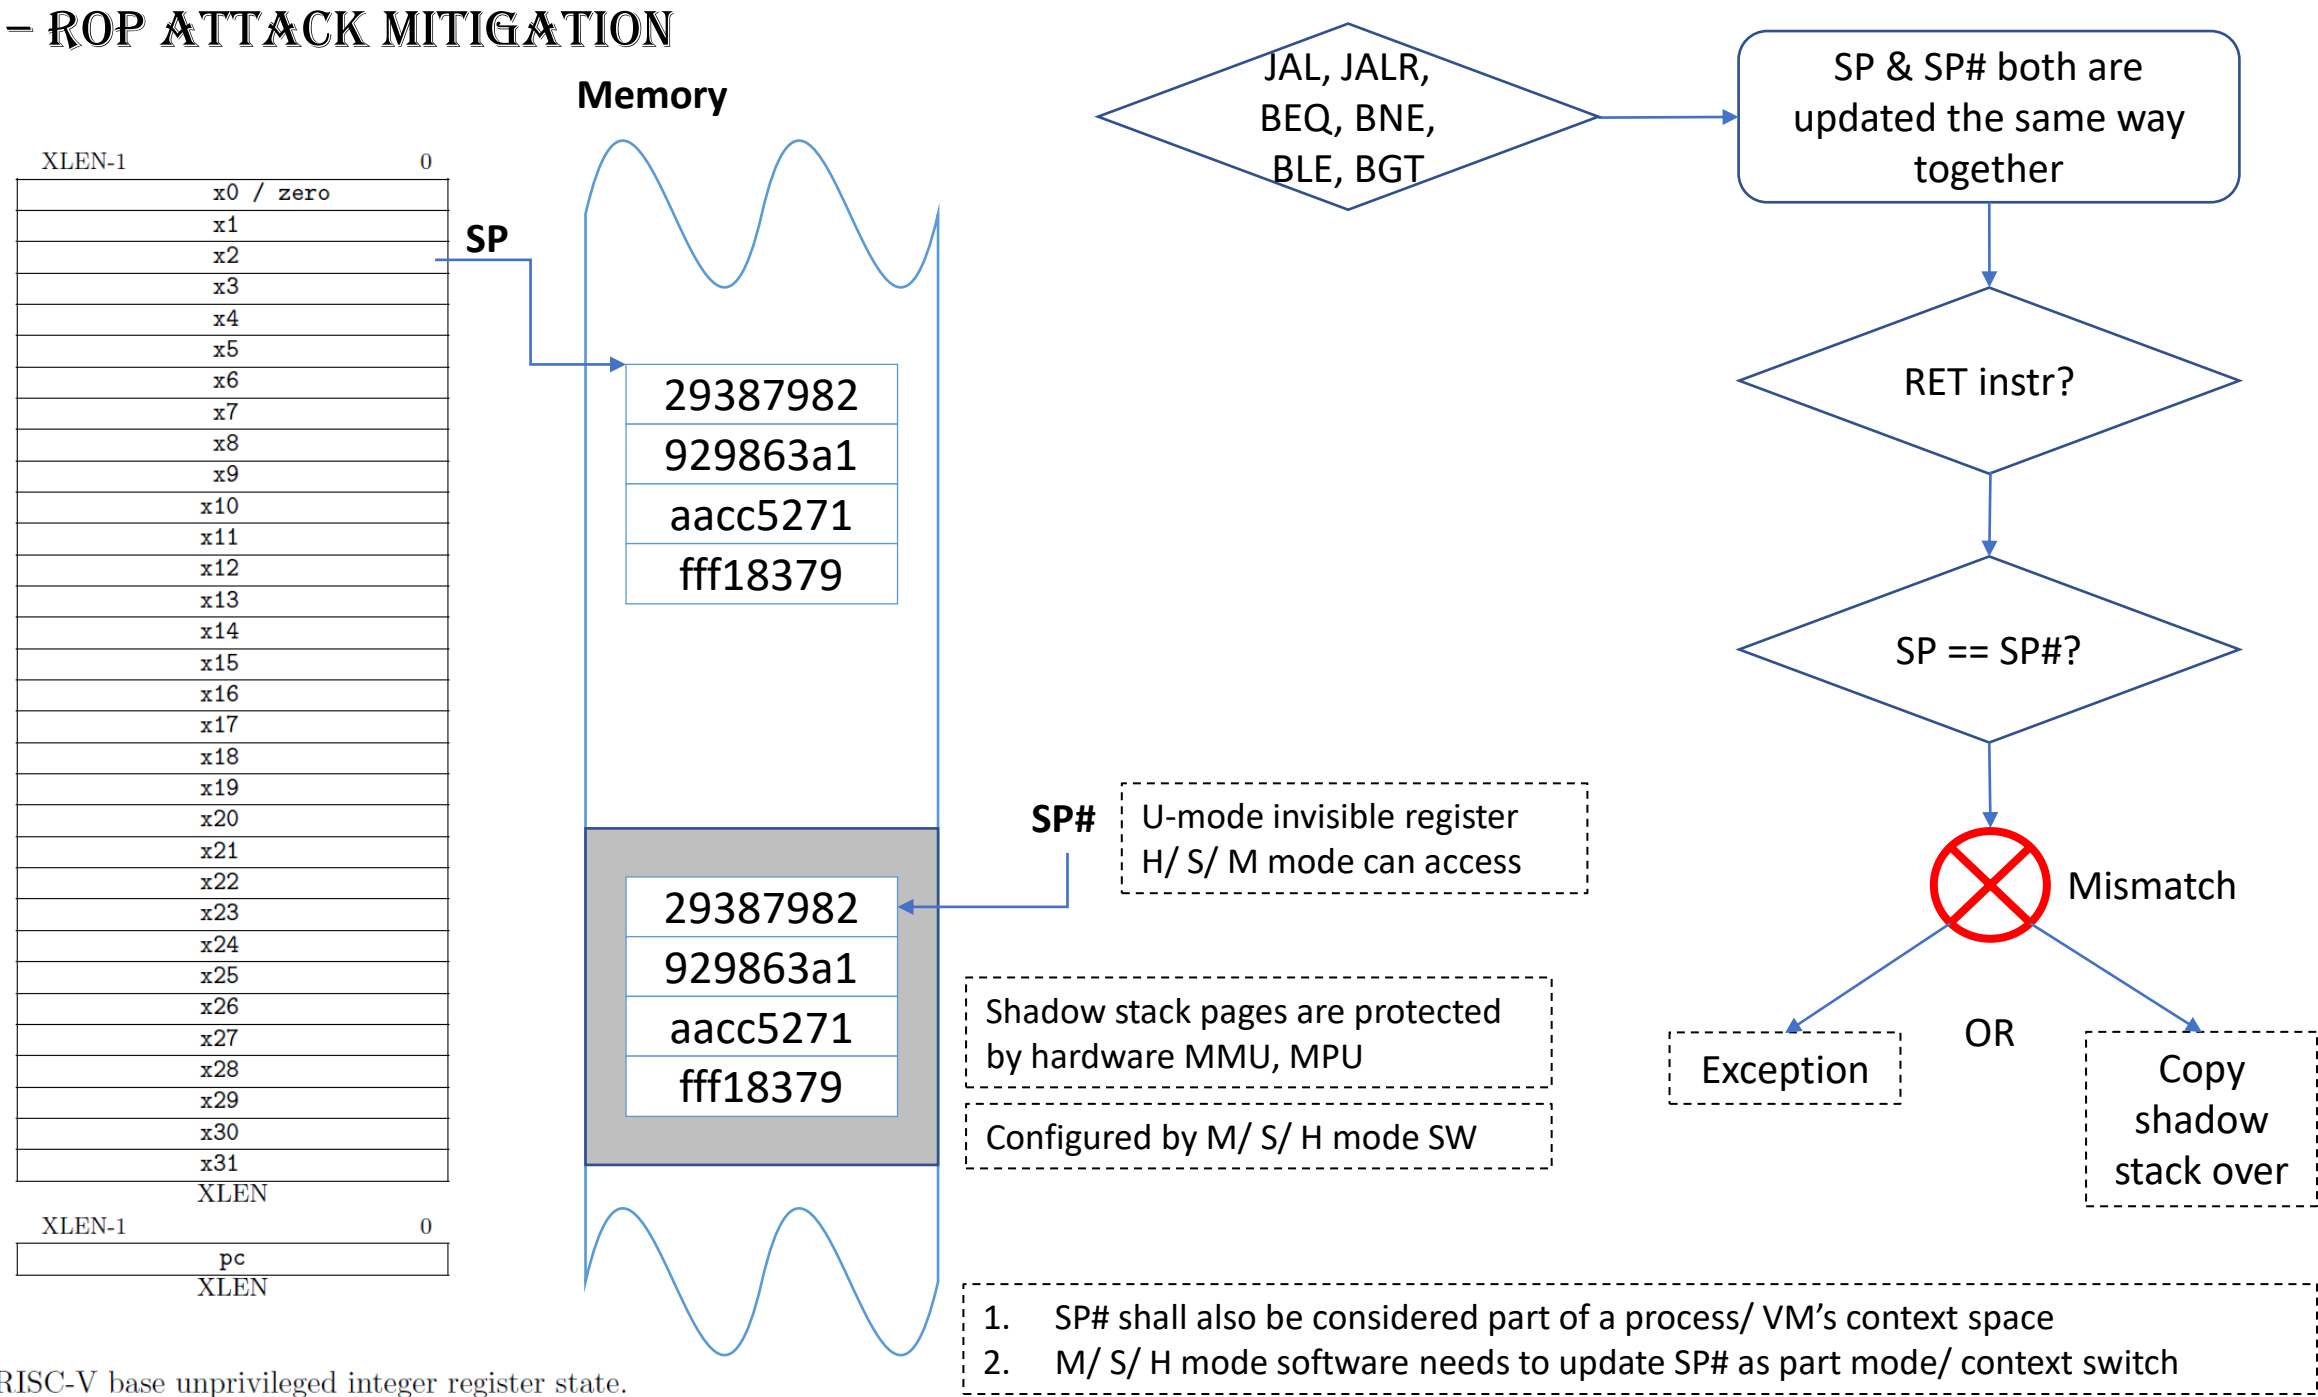 – ROP ATTACK MITIGATION
Memory
XLEN-1 0
x0 / zero
x1
x2
x3
x4
x5
x6
x7
x8
x9
x10
x11
x12
x13
x14
x15
x16
x17
x18
x19
x20
x21
x22
x23
x24
x25
x26
x27
x28
x29
x30
x31
XLEN
XLEN-1 0
pc
XLEN
RISC-V base unprivileged integer register state.
SP
29387982
929863a1
aacc5271
fff18379
SP#
U-mode invisible register
H/ S/ M mode can access
29387982
929863a1
aacc5271
fff18379
Shadow stack pages are protected
by hardware MMU, MPU
Configured by M/ S/ H mode SW
JAL, JALR,
BEQ, BNE,
BLE, BGT
SP & SP# both are
updated the same way
together
RET instr?
SP == SP#?
Mismatch
Exception
OR
Copy
shadow
stack over
1. SP# shall also be considered part of a process/ VM’s context space
2. M/ S/ H mode software needs to update SP# as part mode/ context switch